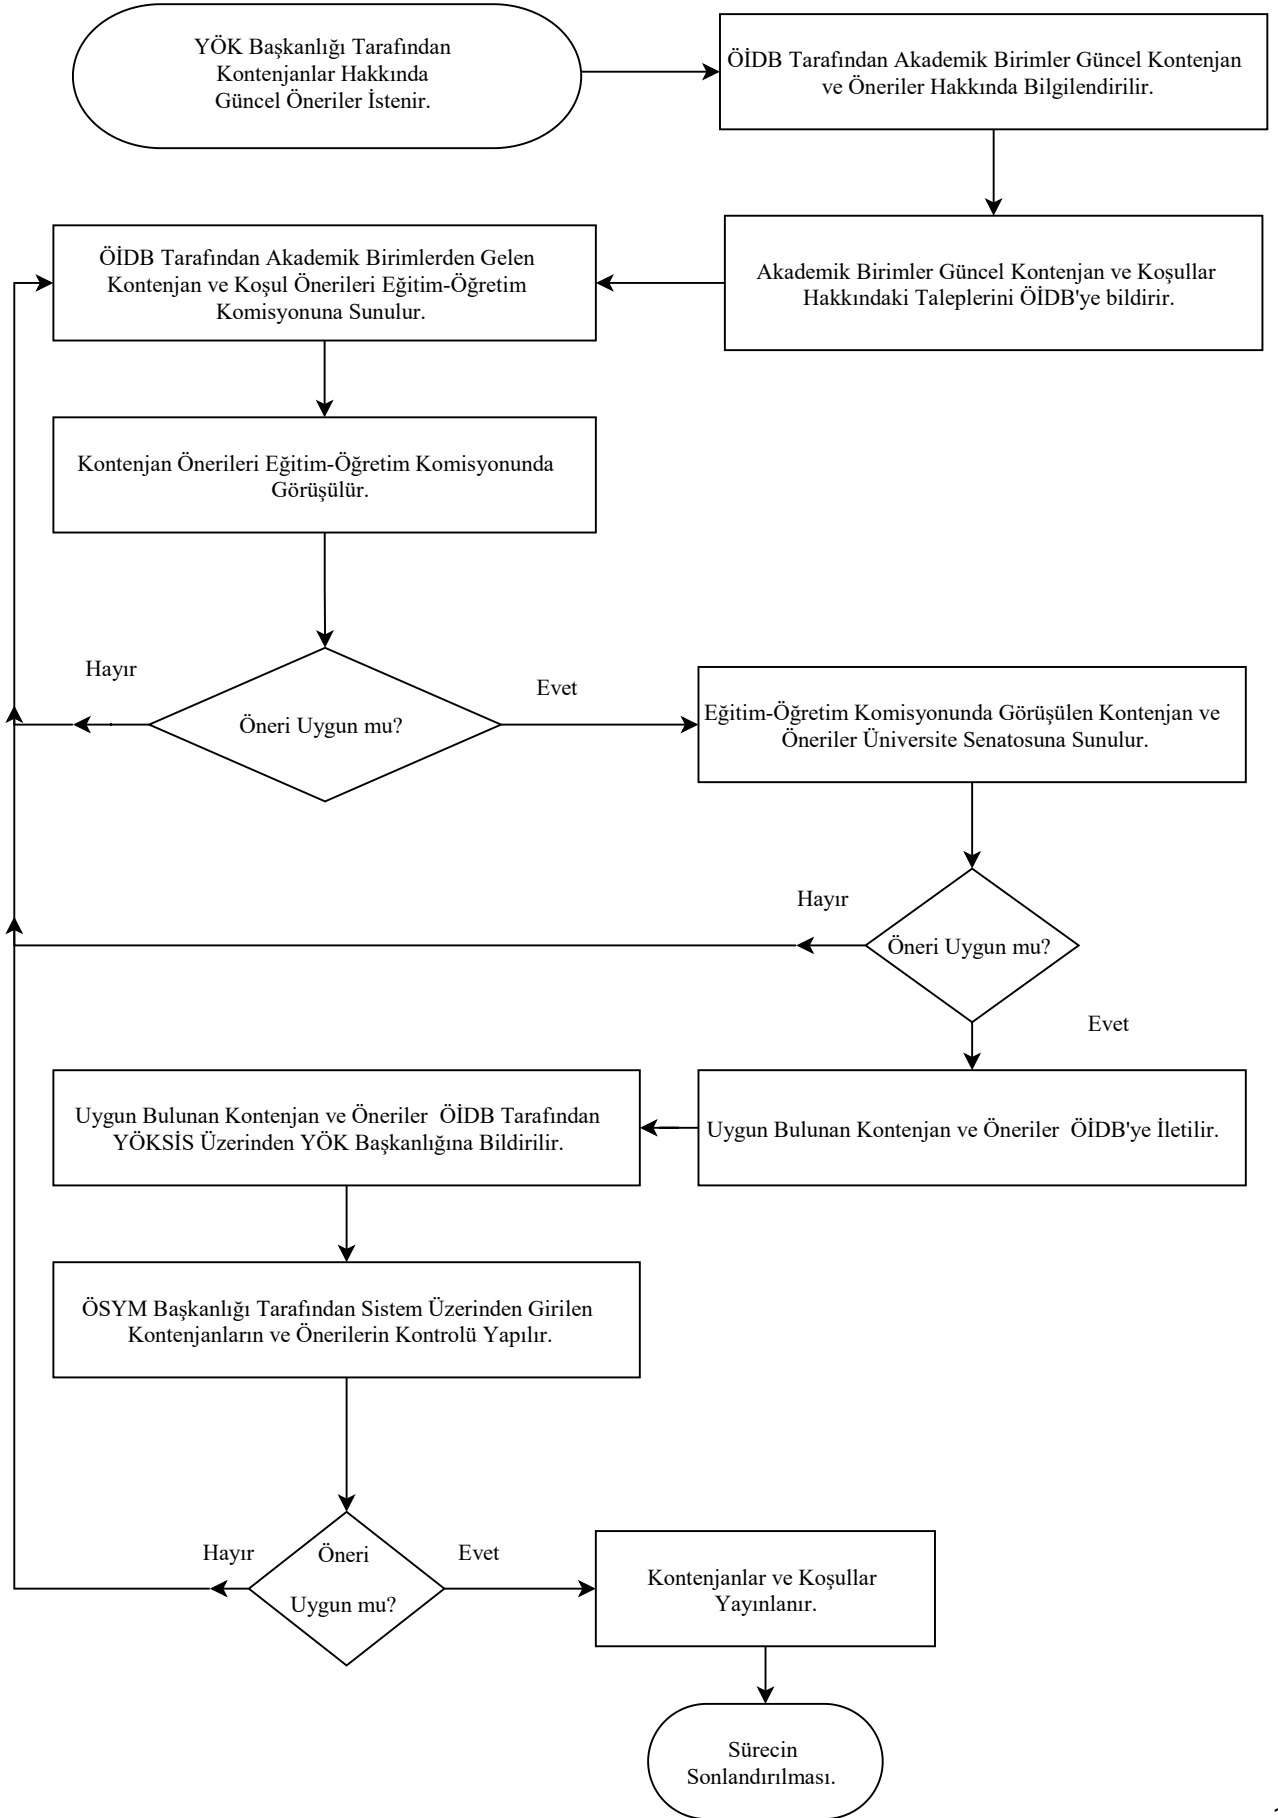 YÖK Başkanlığı Tarafından
Kontenjanlar Hakkında
Güncel Öneriler İstenir.
ÖİDB Tarafından Akademik Birimler Güncel Kontenjan
ve Öneriler Hakkında Bilgilendirilir.
Akademik Birimler Güncel Kontenjan ve Koşullar
Hakkındaki Taleplerini ÖİDB'ye bildirir.
ÖİDB Tarafından Akademik Birimlerden Gelen
Kontenjan ve Koşul Önerileri Eğitim-Öğretim
Komisyonuna Sunulur.
Kontenjan Önerileri Eğitim-Öğretim Komisyonunda
Görüşülür.
Öneri Uygun mu?
Hayır
Evet
Eğitim-Öğretim Komisyonunda Görüşülen Kontenjan ve
Öneriler Üniversite Senatosuna Sunulur.
Öneri Uygun mu?
Hayır
Evet
Uygun Bulunan Kontenjan ve Öneriler  ÖİDB'ye İletilir.
Uygun Bulunan Kontenjan ve Öneriler  ÖİDB Tarafından
YÖKSİS Üzerinden YÖK Başkanlığına Bildirilir.
ÖSYM Başkanlığı Tarafından Sistem Üzerinden Girilen
Kontenjanların ve Önerilerin Kontrolü Yapılır.
Öneri
Uygun mu?
Hayır
Evet
Kontenjanlar ve Koşullar
Yayınlanır.
Sürecin
Sonlandırılması.